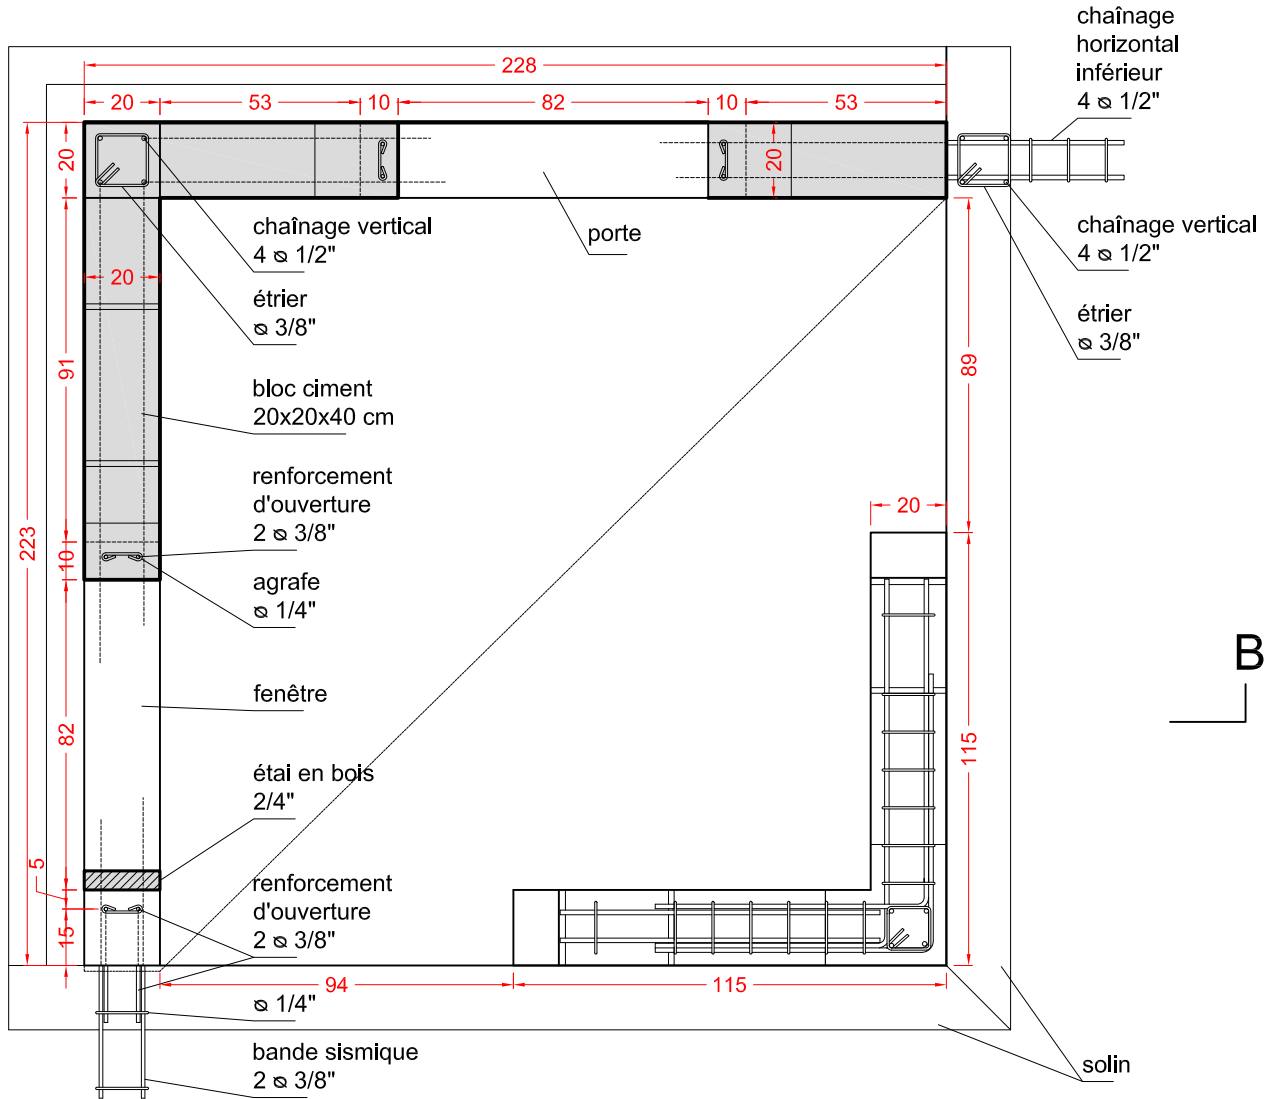 chaînage
horizontal
inférieur
4 ⌀ 1/2"
228
20
53
10
82
10
53
20
20
chaînage vertical
4 ⌀ 1/2"
porte
chaînage vertical
4 ⌀ 1/2"
20
étrier
⌀ 3/8"
étrier
⌀ 3/8"
91
89
bloc ciment
20x20x40 cm
renforcement
d'ouverture
2 ⌀ 3/8"
20
223
10
agrafe
⌀ 1/4"
B
fenêtre
82
115
étai en bois
2/4"
5
renforcement
d'ouverture
2 ⌀ 3/8"
15
94
115
⌀ 1/4"
bande sismique
2 ⌀ 3/8"
solin